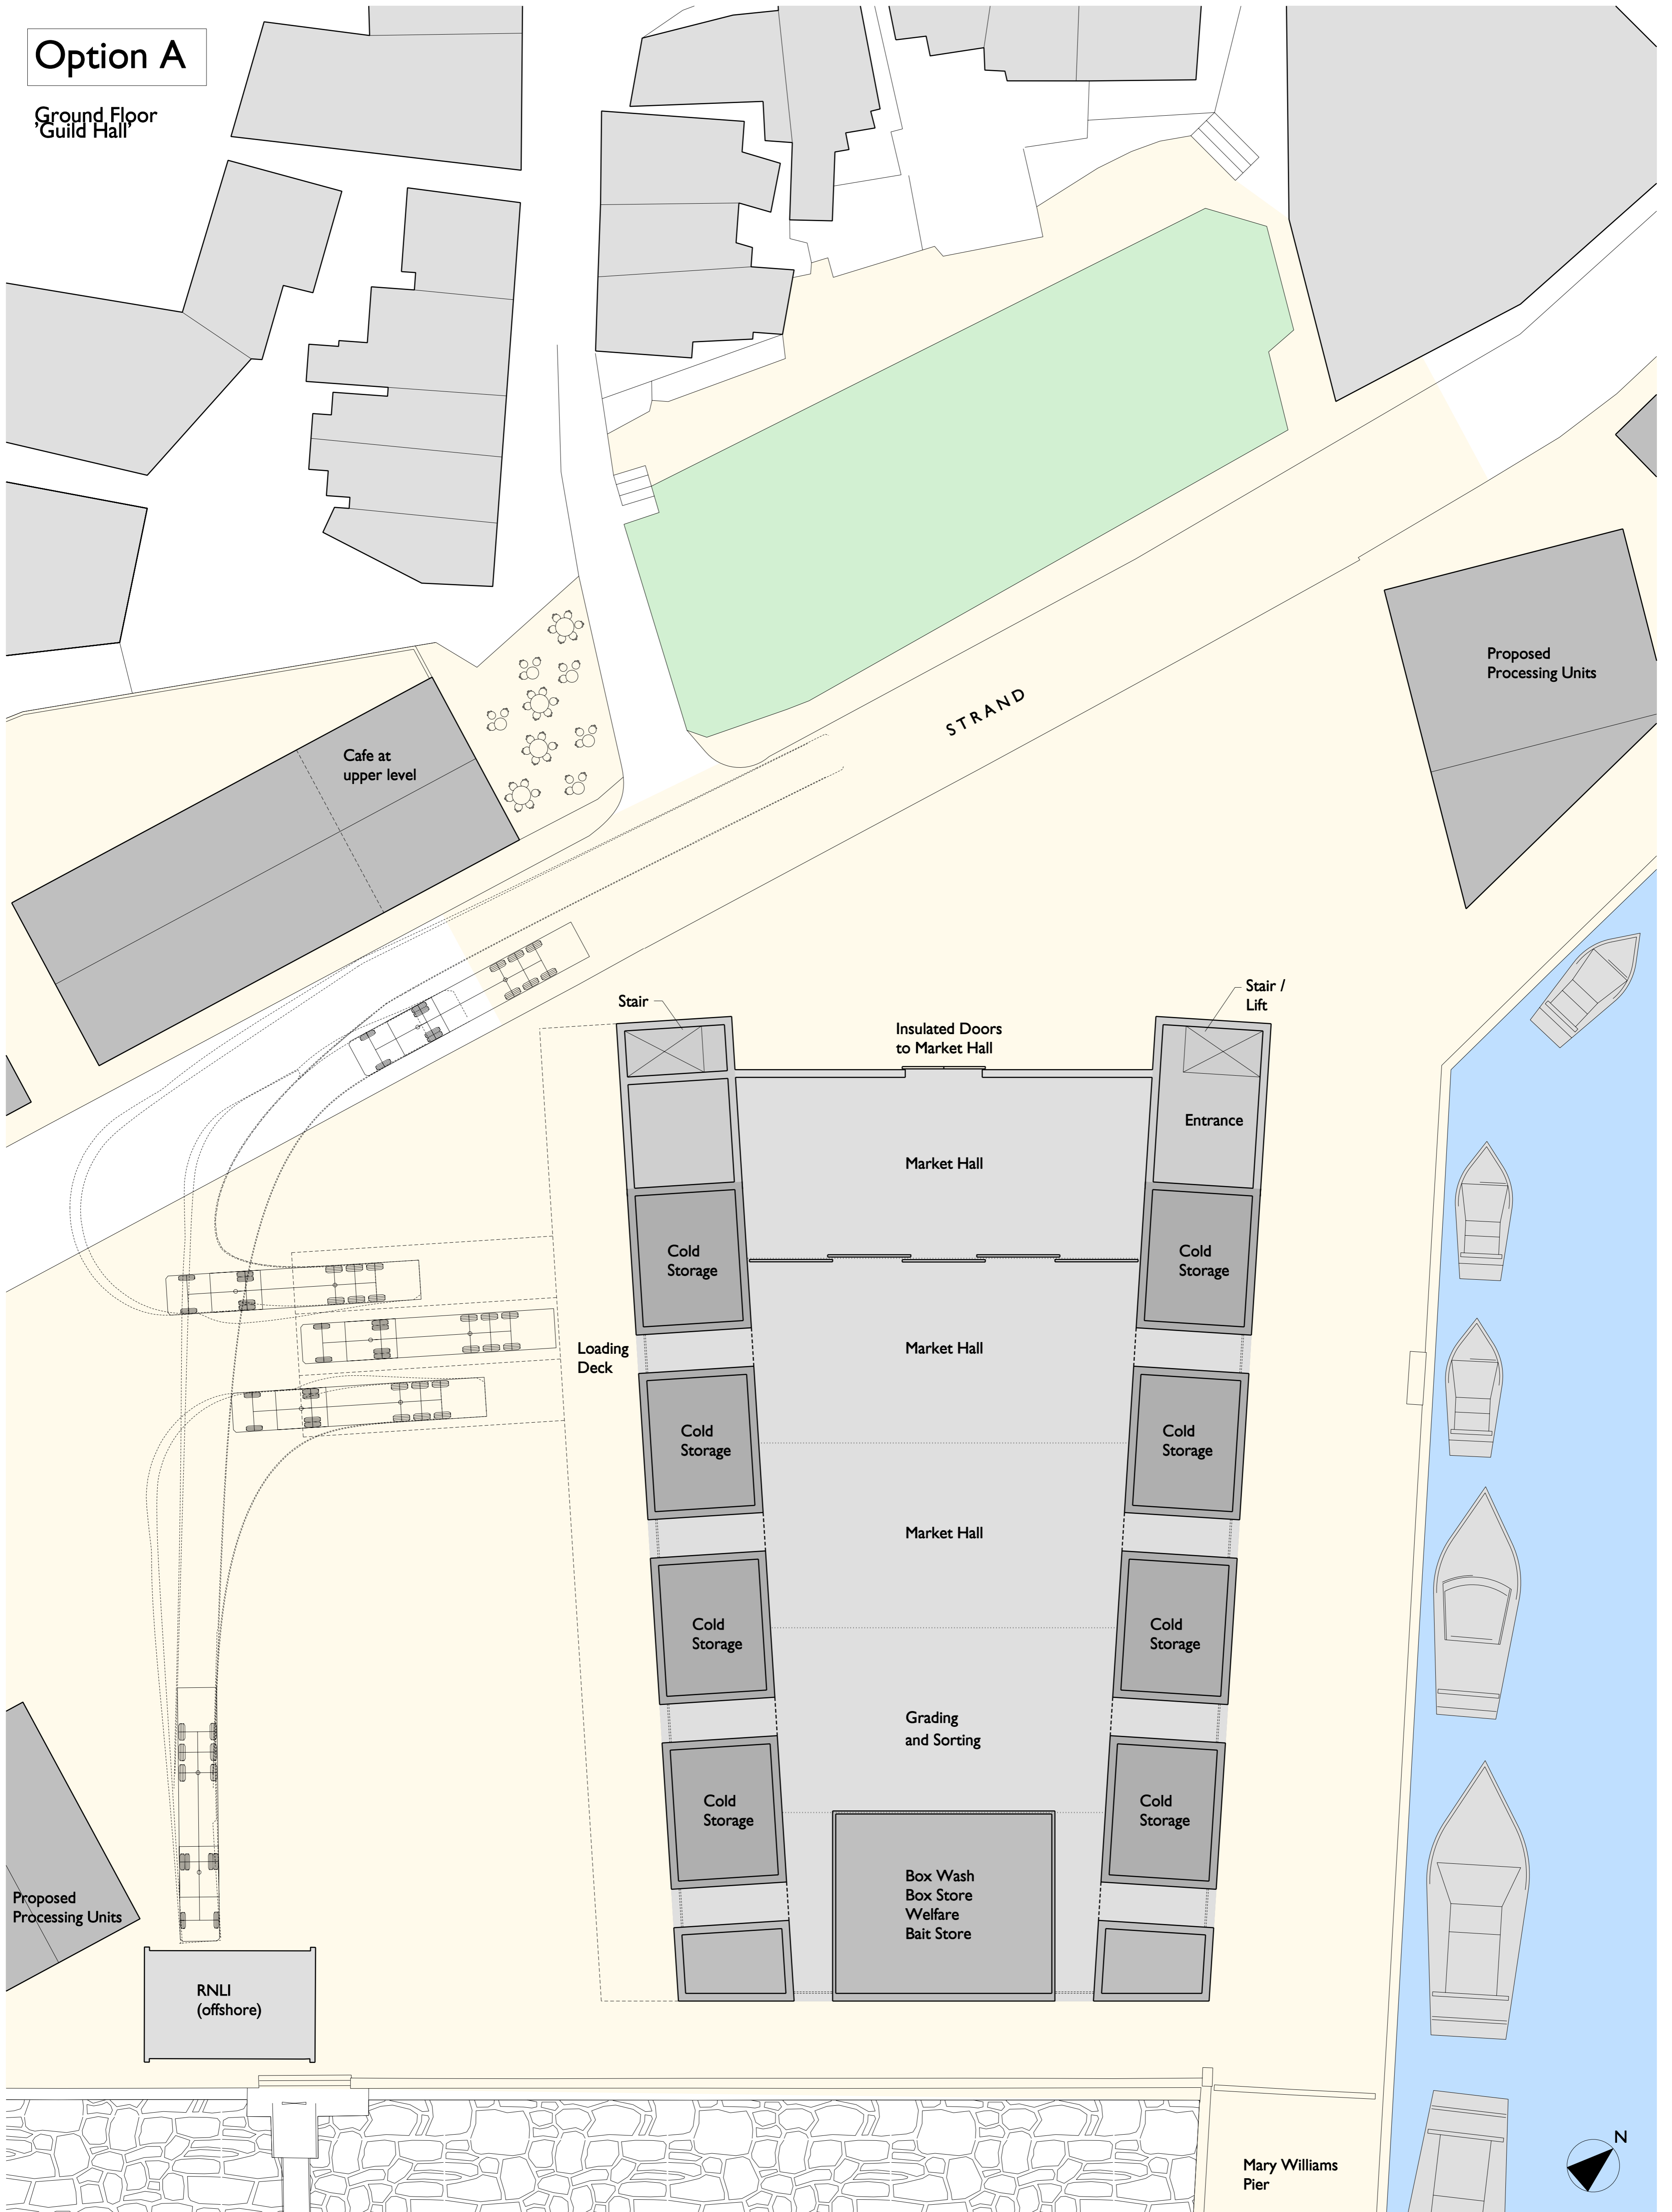 Option A
Ground Floor
'Guild Hall'
Proposed
Processing Units
STRAND
Cafe at
upper level
Stair
Stair /
Lift
Insulated Doors
to Market Hall
Entrance
Market Hall
Cold
Storage
Cold
Storage
Loading
Deck
Market Hall
Cold
Storage
Cold
Storage
Market Hall
Cold
Storage
Cold
Storage
Grading
and Sorting
Cold
Storage
Cold
Storage
Box Wash
Box Store
Welfare
Bait Store
Proposed
Processing Units
RNLI
(offshore)
Mary Williams
Pier
N